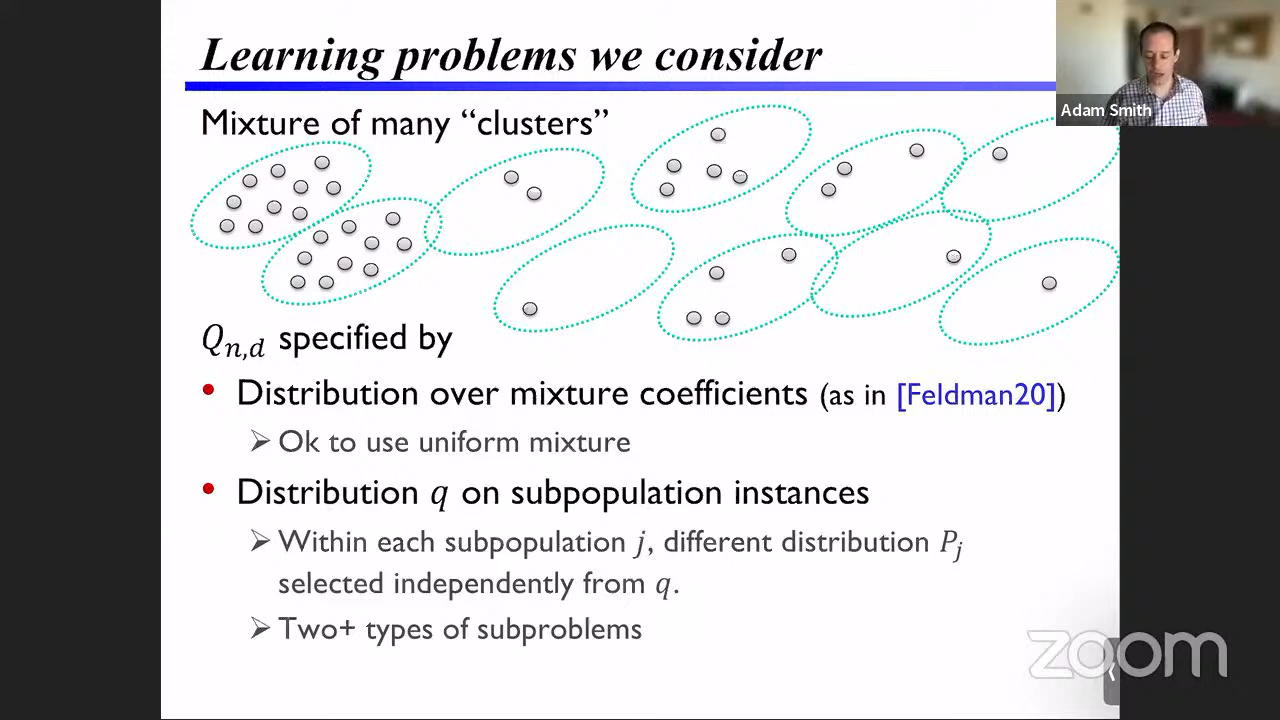 Learning problems we consider
Adam Smith
Mixture of many “clusters”
Q_{n,d} specified by
• Distribution over mixture coefficients (as in [Feldman20])
➢ Ok to use uniform mixture
• Distribution q on subpopulation instances
➢ Within each subpopulation j, different distribution P_j
selected independently from q.
➢ Two+ types of subproblems
zoom